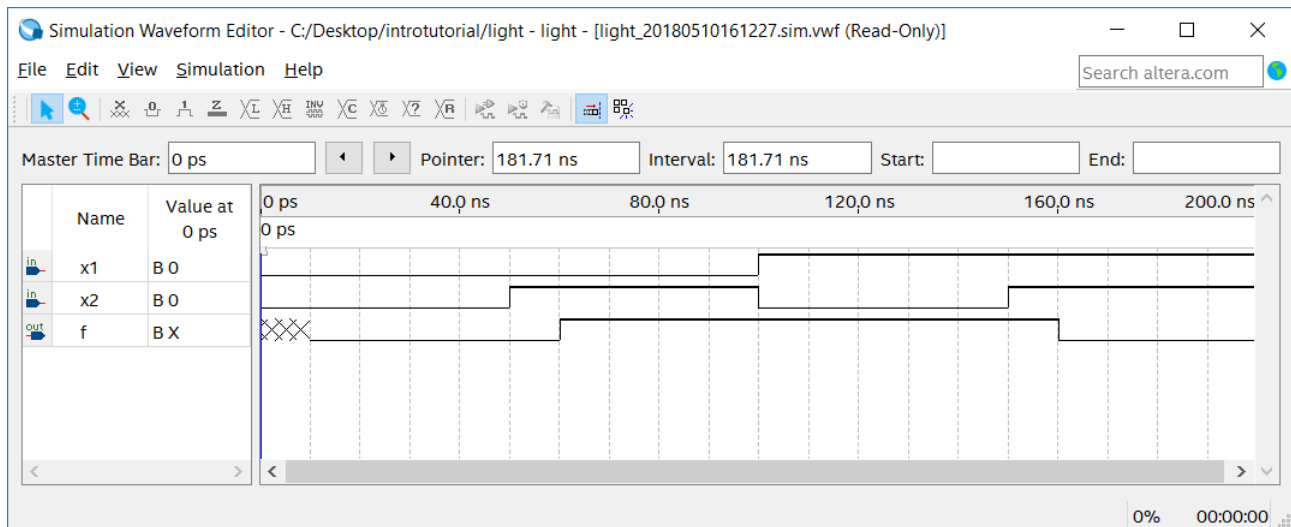 Simulation Waveform Editor - C:/Desktop/introtutorial/light - light - [light_20180510161227.sim.vwf (Read-Only)]
File Edit View Simulation Help Search altera.com
Master Time Bar: 0 ps Pointer: 181.71 ns Interval: 181.71 ns Start: End:
Name Value at 0 ps
0 ps 40.0 ns 80.0 ns 120.0 ns 160.0 ns 200.0 ns
0 ps
in x1 B 0
in x2 B 0
out f B X
0% 00:00:00